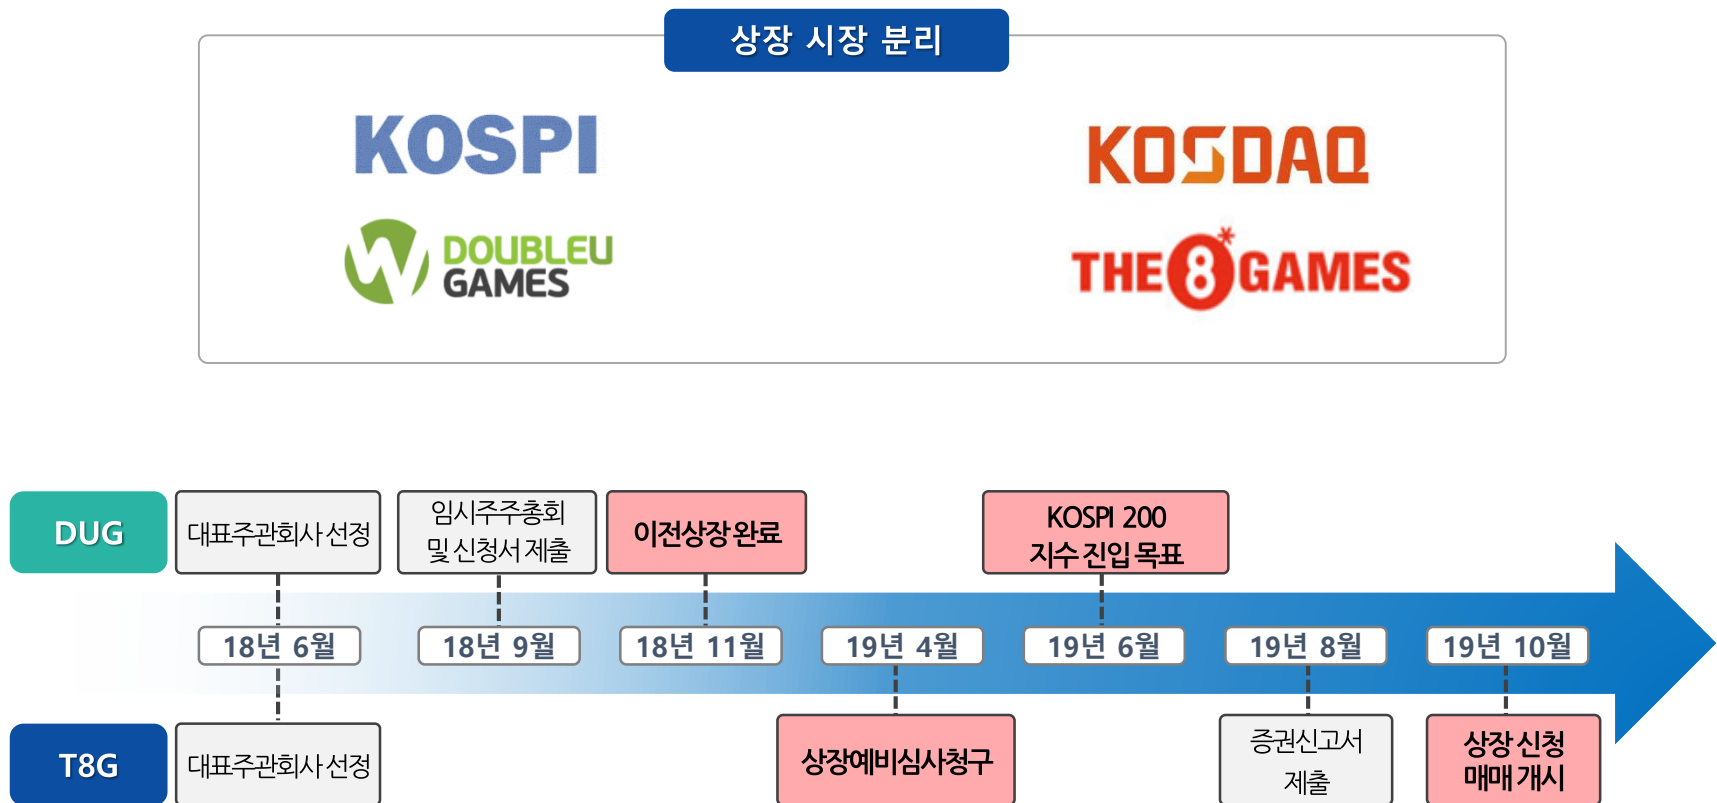 상장 시장 분리
KOSPI
KOSDAQ
DOUBLEU
GAMES
THE 8 GAMES
DUG
대표주관회사 선정
임시주주총회
및 신청서 제출
이전상장 완료
KOSPI 200
지수 진입 목표
18년 6월
18년 9월
18년 11월
19년 4월
19년 6월
19년 8월
19년 10월
T8G
대표주관회사 선정
상장예비심사청구
증권신고서
제출
상장 신청
매매 개시